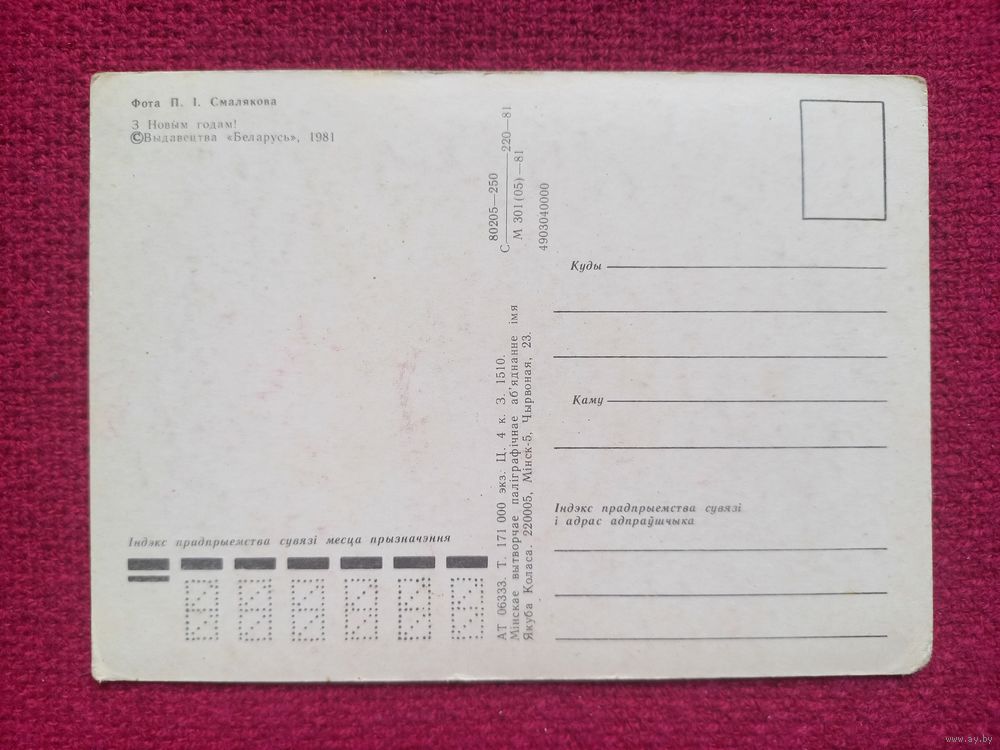 Фота П. І. Смалякова
З Новым годам!
©Выдавецтва «Беларусь», 1981
С 80205—250 220—81
М 301(05)—81
4903040000
АТ 06333. Т. 171 000 экз. Ц. 4 к. З. 1510.
Мінскае вытворчае паліграфічнае аб'яднанне імя
Якуба Коласа. 220005, Мінск-5, Чырвоная, 23.
Куды
Каму
Індэкс прадпрыемства сувязі
і адрас адпраўшчыка
Індэкс прадпрыемства сувязі месца прызначэння
www.ay.by